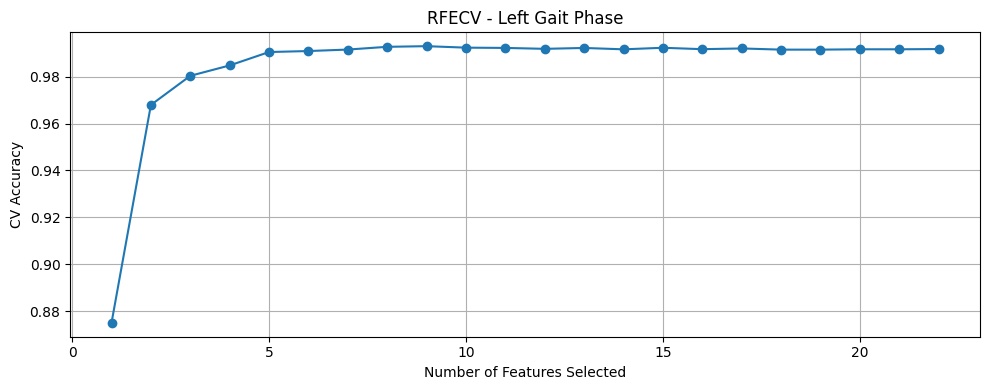 RFECV - Left Gait Phase
CV Accuracy
0.98
0.96
0.94
0.92
0.90
0.88
0 5 10 15 20
Number of Features Selected